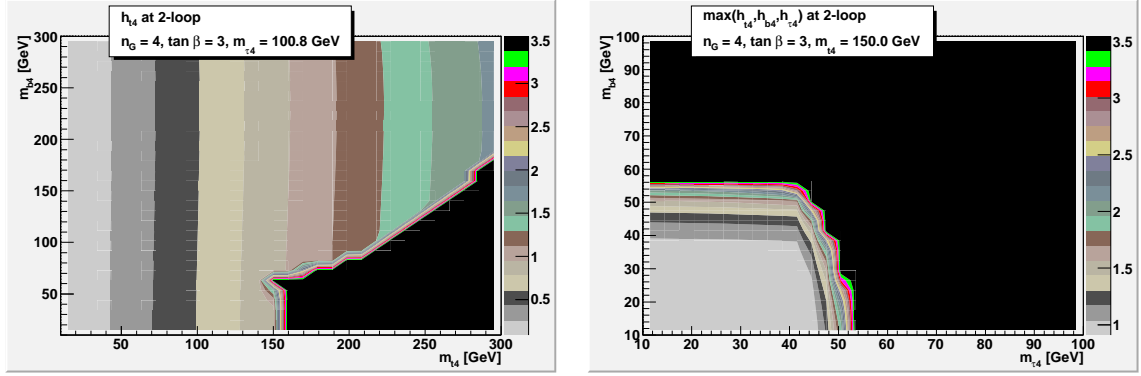 h_t4 at 2-loop
n_G = 4, tan β = 3, m_τ4 = 100.8 GeV
m_b4 [GeV]
300
250
200
150
100
50
50 100 150 200 250 300
m_t4 [GeV]
3.5
3
2.5
2
1.5
1
0.5
max(h_t4,h_b4,h_τ4) at 2-loop
n_G = 4, tan β = 3, m_t4 = 150.0 GeV
m_b4 [GeV]
100
90
80
70
60
50
40
30
20
10
10 20 30 40 50 60 70 80 90 100
m_τ4 [GeV]
3.5
3
2.5
2
1.5
1